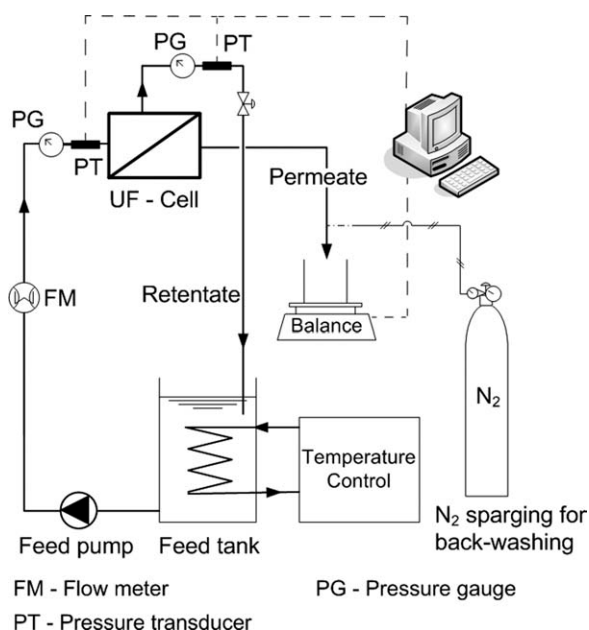 PG
PT
PG
PT
UF - Cell
Permeate
FM
Retentate
Balance
N2
Temperature
Control
Feed pump
Feed tank
N2 sparging for
back-washing
FM - Flow meter
PG - Pressure gauge
PT - Pressure transducer